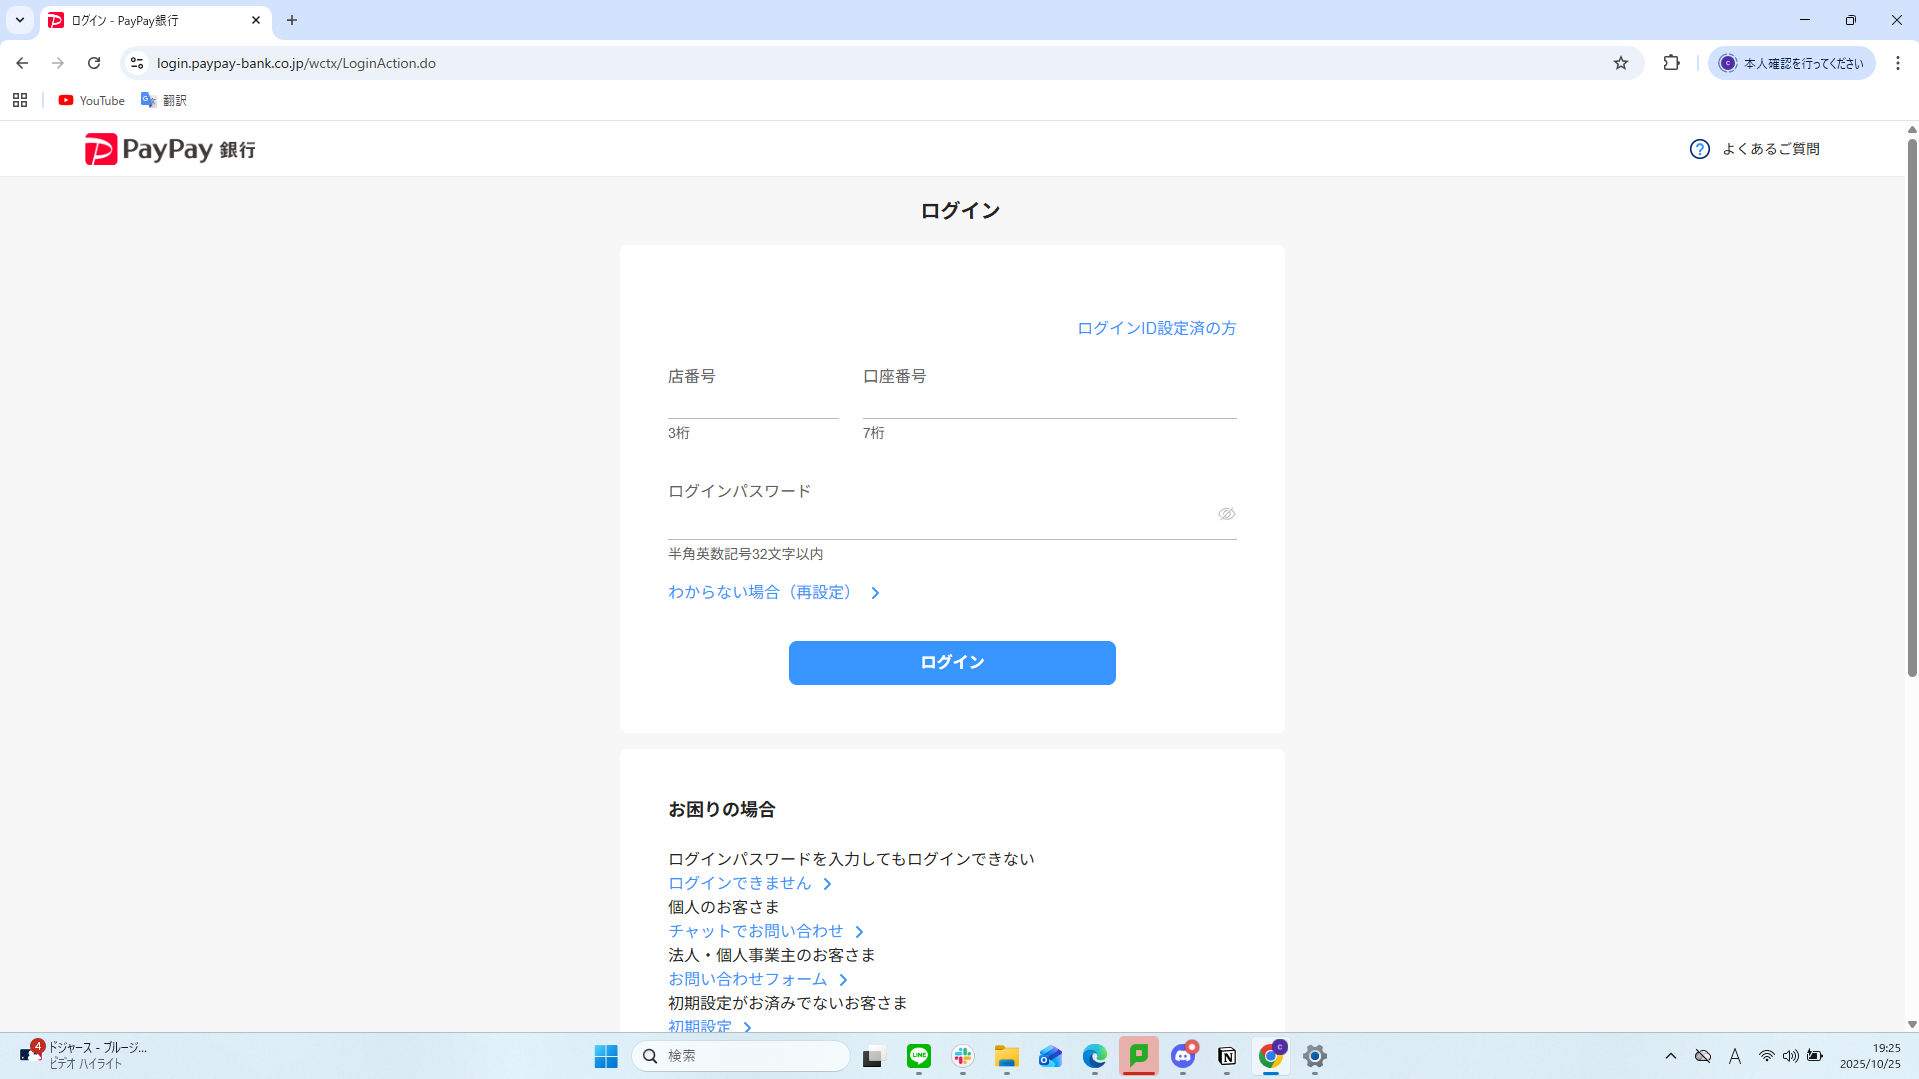 ログイン - PayPay銀行
login.paypay-bank.co.jp/wctx/LoginAction.do
本人確認を行ってください
YouTube
翻訳
PayPay 銀行
よくあるご質問
ログイン
ログインID設定済の方
店番号
口座番号
3桁
7桁
ログインパスワード
半角英数記号32文字以内
わからない場合（再設定）
ログイン
お困りの場合
ログインパスワードを入力してもログインできない
ログインできません
個人のお客さま
チャットでお問い合わせ
法人・個人事業主のお客さま
お問い合わせフォーム
初期設定がお済みでないお客さま
初期設定
4
ドジャース - ブルージ...
ビデオ ハイライト
検索
LINE
A
19:25
2025/10/25